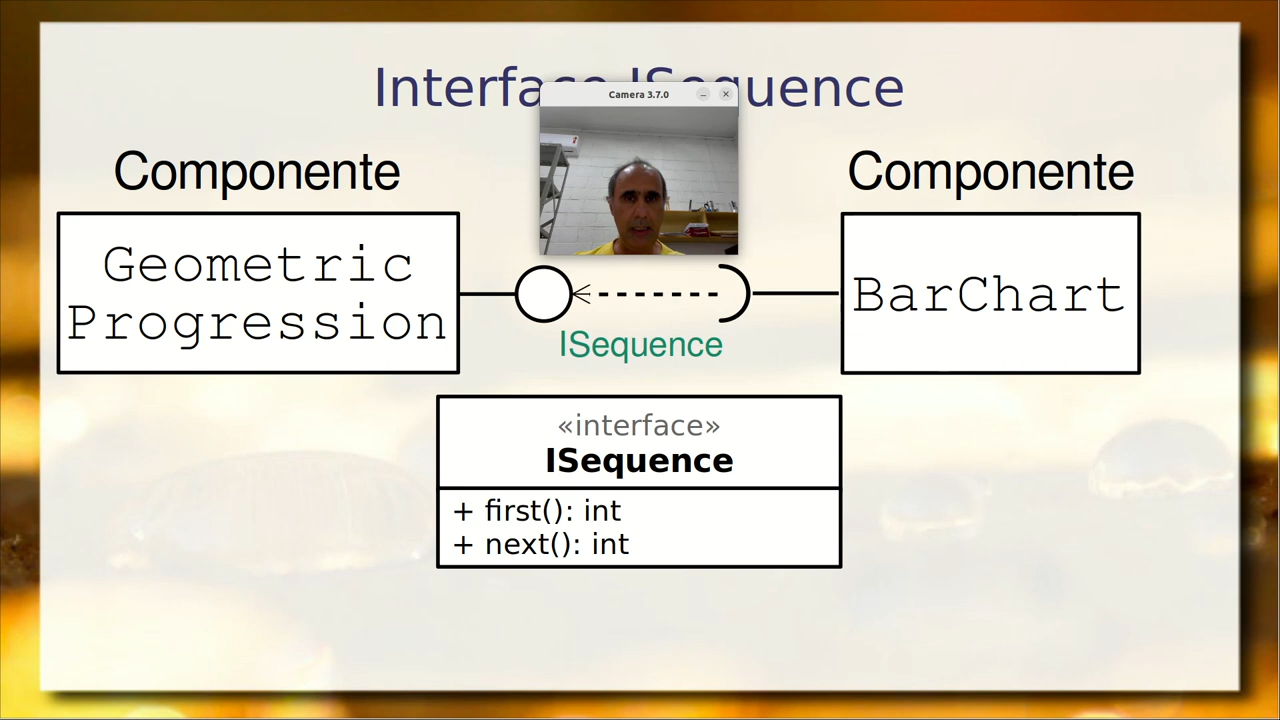 Interface ISequence
Camera 3.7.0
Componente
Componente
Geometric
Progression
BarChart
ISequence
«interface»
ISequence
+ first(): int
+ next(): int